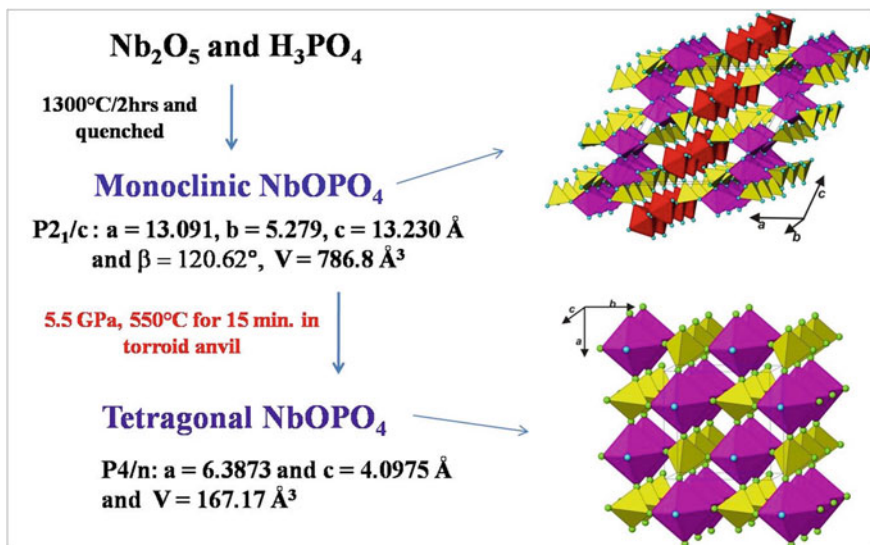 Nb₂O₅ and H₃PO₄
1300°C/2hrs and
quenched
Monoclinic NbOPO₄
P2₁/c : a = 13.091, b = 5.279, c = 13.230 Å
and β = 120.62°, V = 786.8 Å³
5.5 GPa, 550°C for 15 min. in
torroid anvil
Tetragonal NbOPO₄
P4/n: a = 6.3873 and c = 4.0975 Å
and V = 167.17 Å³
c
a
b
c
b
a